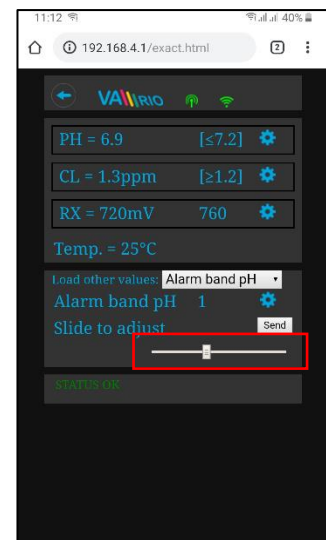 11:12 40%
192.168.4.1/exact.html 2
VARIO
PH = 6.9 [≤7.2]
CL = 1.3ppm [≥1.2]
RX = 720mV 760
Temp. = 25°C
Load other values: Alarm band pH
Alarm band pH 1
Slide to adjust Send
STATUS OK